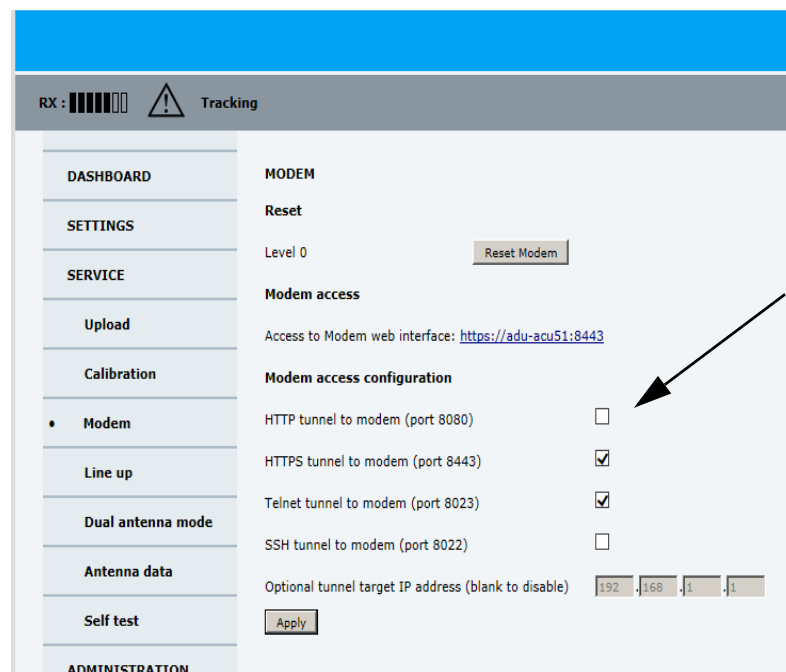 RX :
Tracking
DASHBOARD
SETTINGS
SERVICE
Upload
Calibration
• Modem
Line up
Dual antenna mode
Antenna data
Self test
ADMINISTRATION
MODEM
Reset
Level 0 Reset Modem
Modem access
Access to Modem web interface: https://adu-acu51:8443
Modem access configuration
HTTP tunnel to modem (port 8080)
HTTPS tunnel to modem (port 8443)
Telnet tunnel to modem (port 8023)
SSH tunnel to modem (port 8022)
Optional tunnel target IP address (blank to disable) 192 .168 .1 .1
Apply